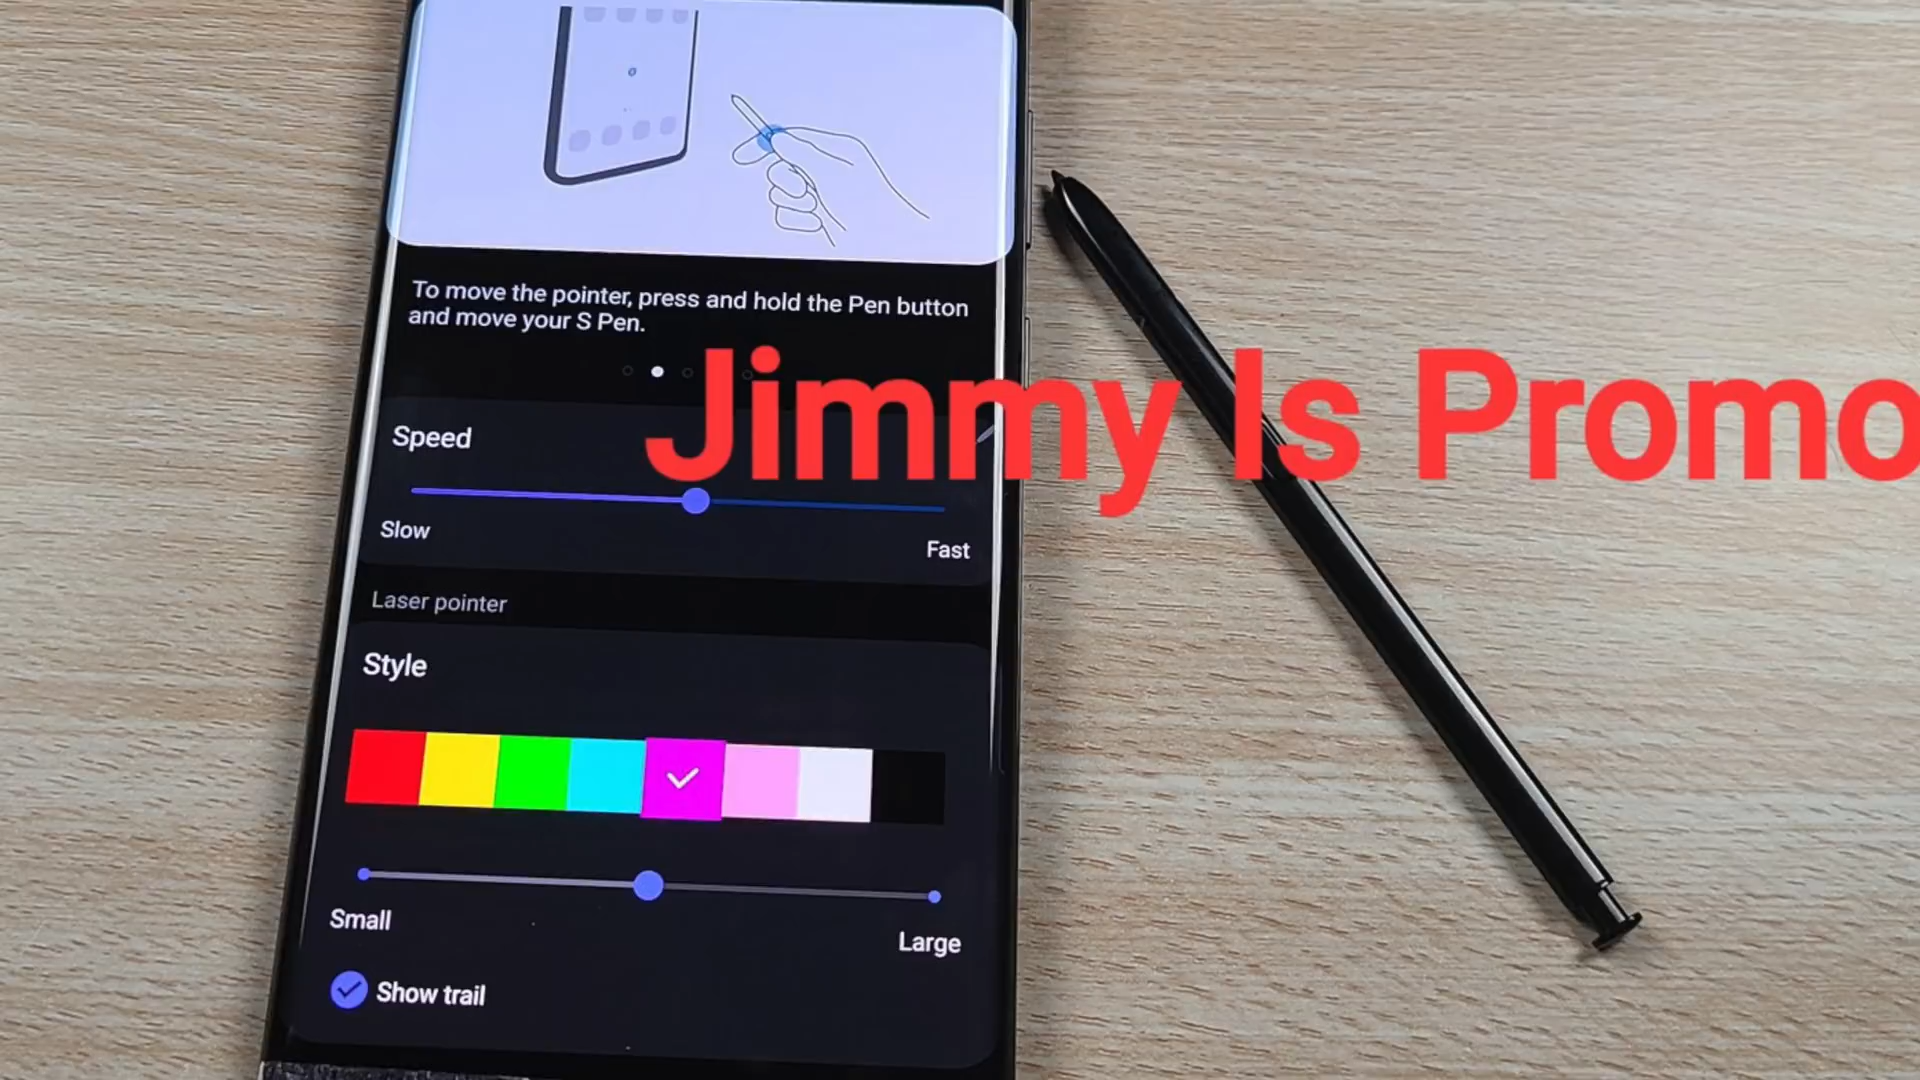 To move the pointer, press and hold the Pen button
and move your S Pen.
Jimmy Is Promo
Speed
Slow
Fast
Laser pointer
Style
Small
Large
Show trail